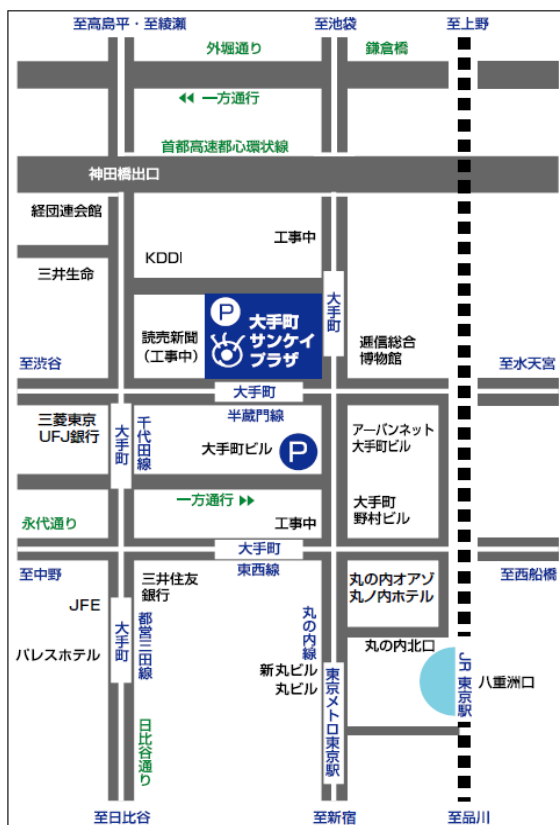 至高島平・至綾瀬
至池袋
至上野
外堀通り
鎌倉橋
◀◀ 一方通行
首都高速都心環状線
神田橋出口
経団連会館
工事中
KDDI
三井生命
大手町
P
大手町
サンケイ
プラザ
読売新聞
（工事中）
逓信総合
博物館
至渋谷
至水天宮
大手町
半蔵門線
三菱東京
UFJ銀行
大手町
千代田線
大手町ビル
P
アーバンネット
大手町ビル
一方通行 ▶▶
大手町
野村ビル
永代通り
工事中
大手町
東西線
至中野
至西船橋
三井住友
銀行
丸の内オアゾ
丸ノ内ホテル
JFE
大手町
都営三田線
丸の内線
丸の内北口
パレスホテル
新丸ビル
丸ビル
東京メトロ東京駅
JR 東京駅
八重洲口
日比谷通り
至日比谷
至新宿
至品川